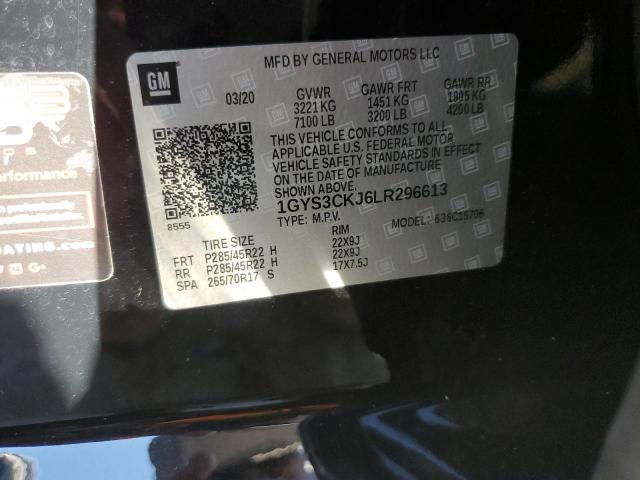 MFD BY GENERAL MOTORS LLC
GM
03/20 GVWR GAWR FRT GAWR RR
3221 KG 1451 KG 1905 KG
7100 LB 3200 LB 4200 LB
THIS VEHICLE CONFORMS TO ALL
APPLICABLE U.S. FEDERAL MOTOR
VEHICLE SAFETY STANDARDS IN EFFECT
ON THE DATE OF MANUFACTURE
SHOWN ABOVE.
1GYS3CKJ6LR296613
8555 TYPE: M.P.V. MODEL: 636C15706
TIRE SIZE RIM
FRT P285/45R22 H 22X9J
RR P285/45R22 H 22X9J
SPA 265/70R17 S 17X7.5J
erformance
OATING.COM
G+